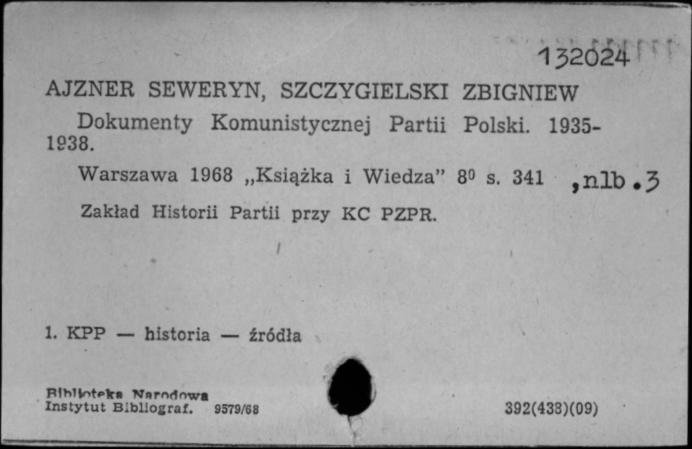 132024
AJZNER SEWERYN, SZCZYGIELSKI ZBIGNIEW
Dokumenty Komunistycznej Partii Polski. 1935-
1938.
Warszawa 1968 „Książka i Wiedza” 8⁰ s. 341 , nlb. 3
Zakład Historii Partii przy KC PZPR.
1. KPP — historia — źródła
Biblioteka Narodowa
Instytut Bibliograf. 9579/68
392(438)(09)